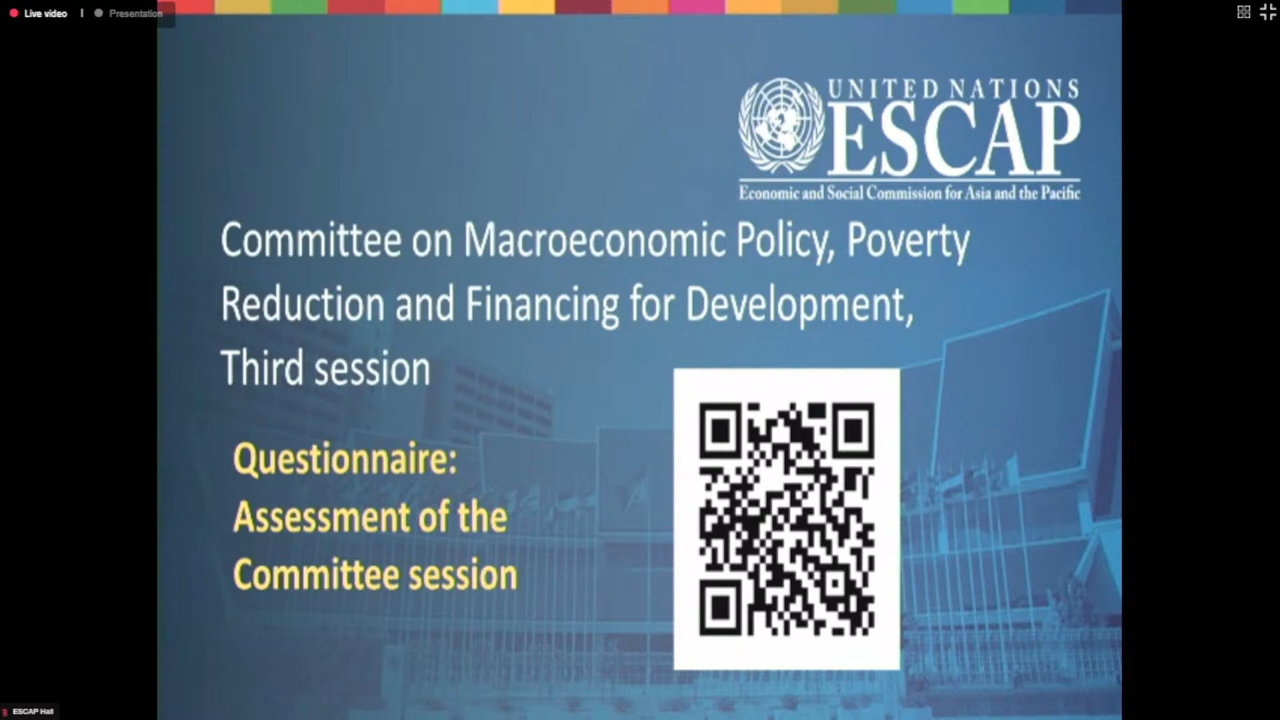 Live video
Presentation
UNITED NATIONS
ESCAP
Economic and Social Commission for Asia and the Pacific
Committee on Macroeconomic Policy, Poverty
Reduction and Financing for Development,
Third session
Questionnaire:
Assessment of the
Committee session
ESCAP Hall